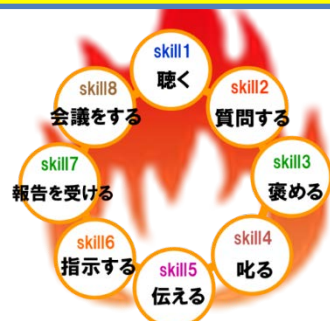 skill1
聴く
skill2
質問する
skill3
褒める
skill4
叱る
skill5
伝える
skill6
指示する
skill7
報告を受ける
skill8
会議をする